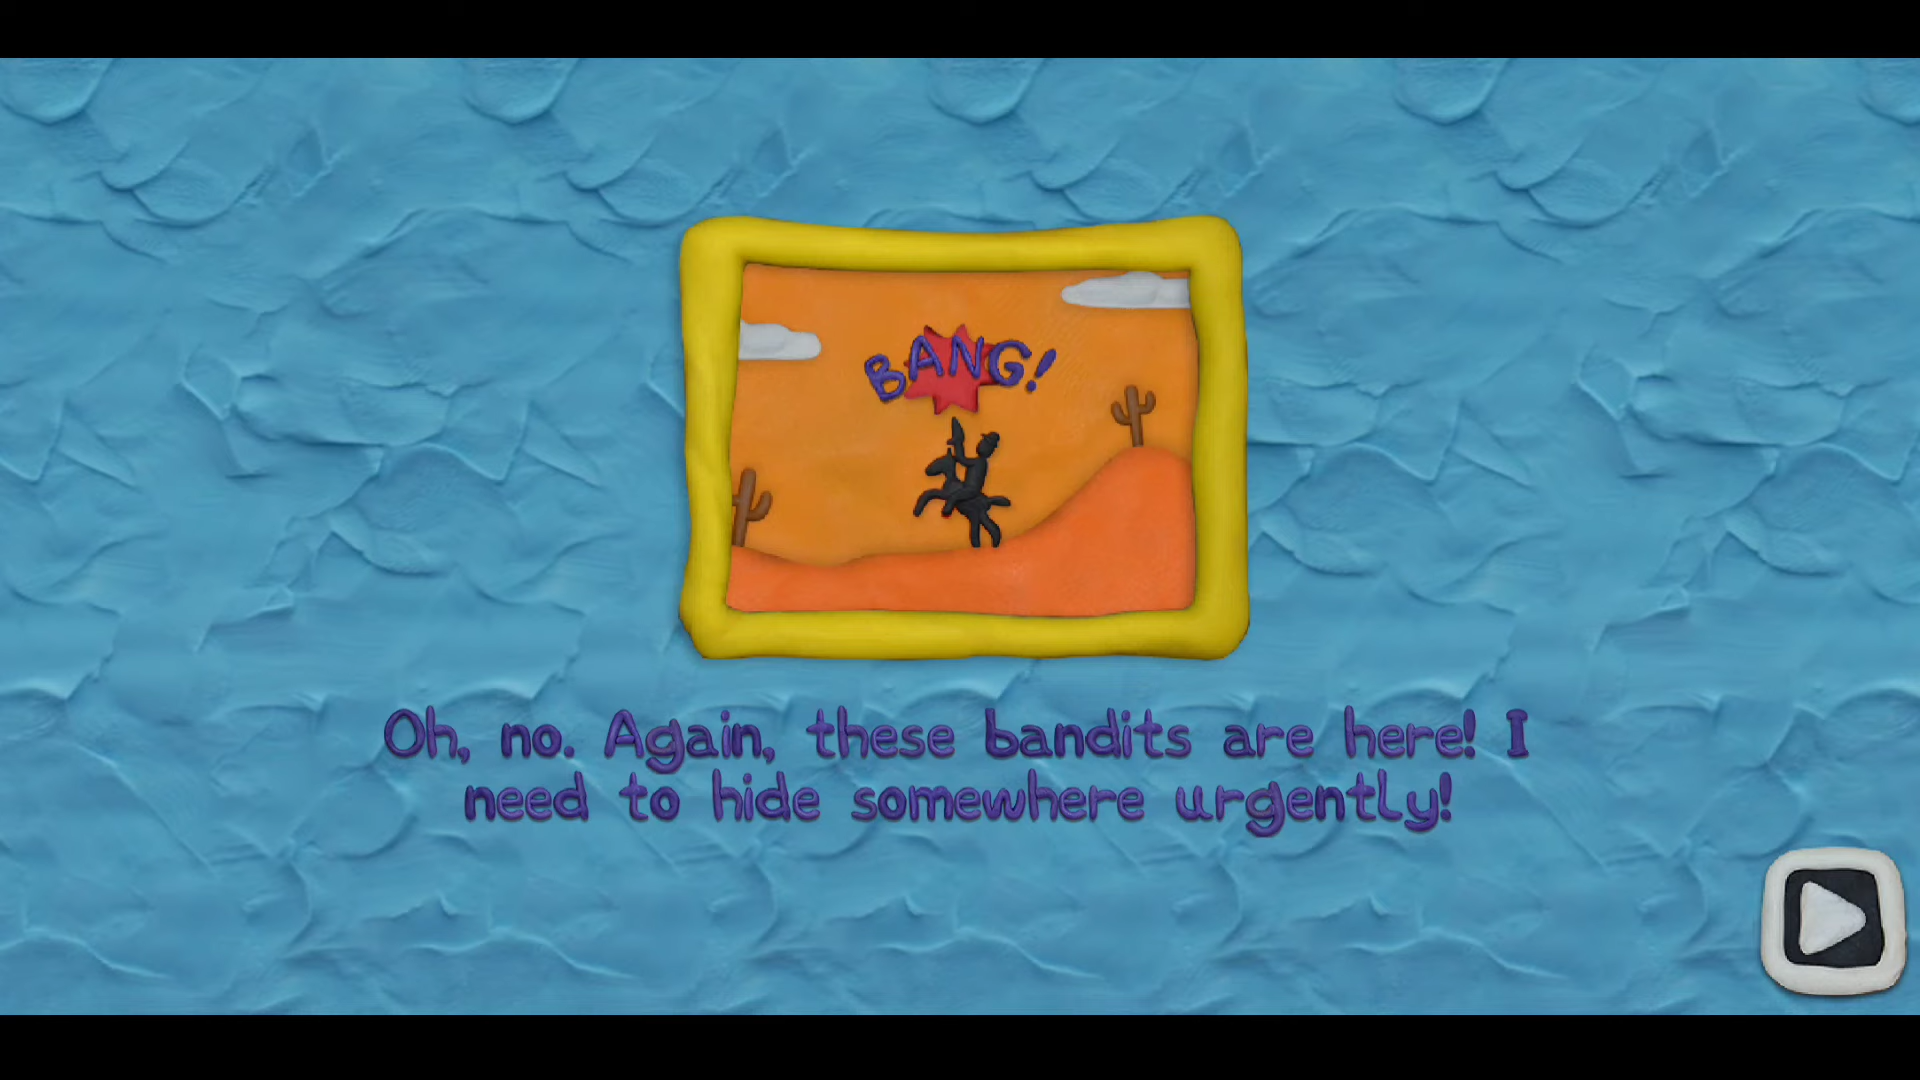 BANG!
Oh, no. Again, these bandits are here! I
need to hide somewhere urgently!